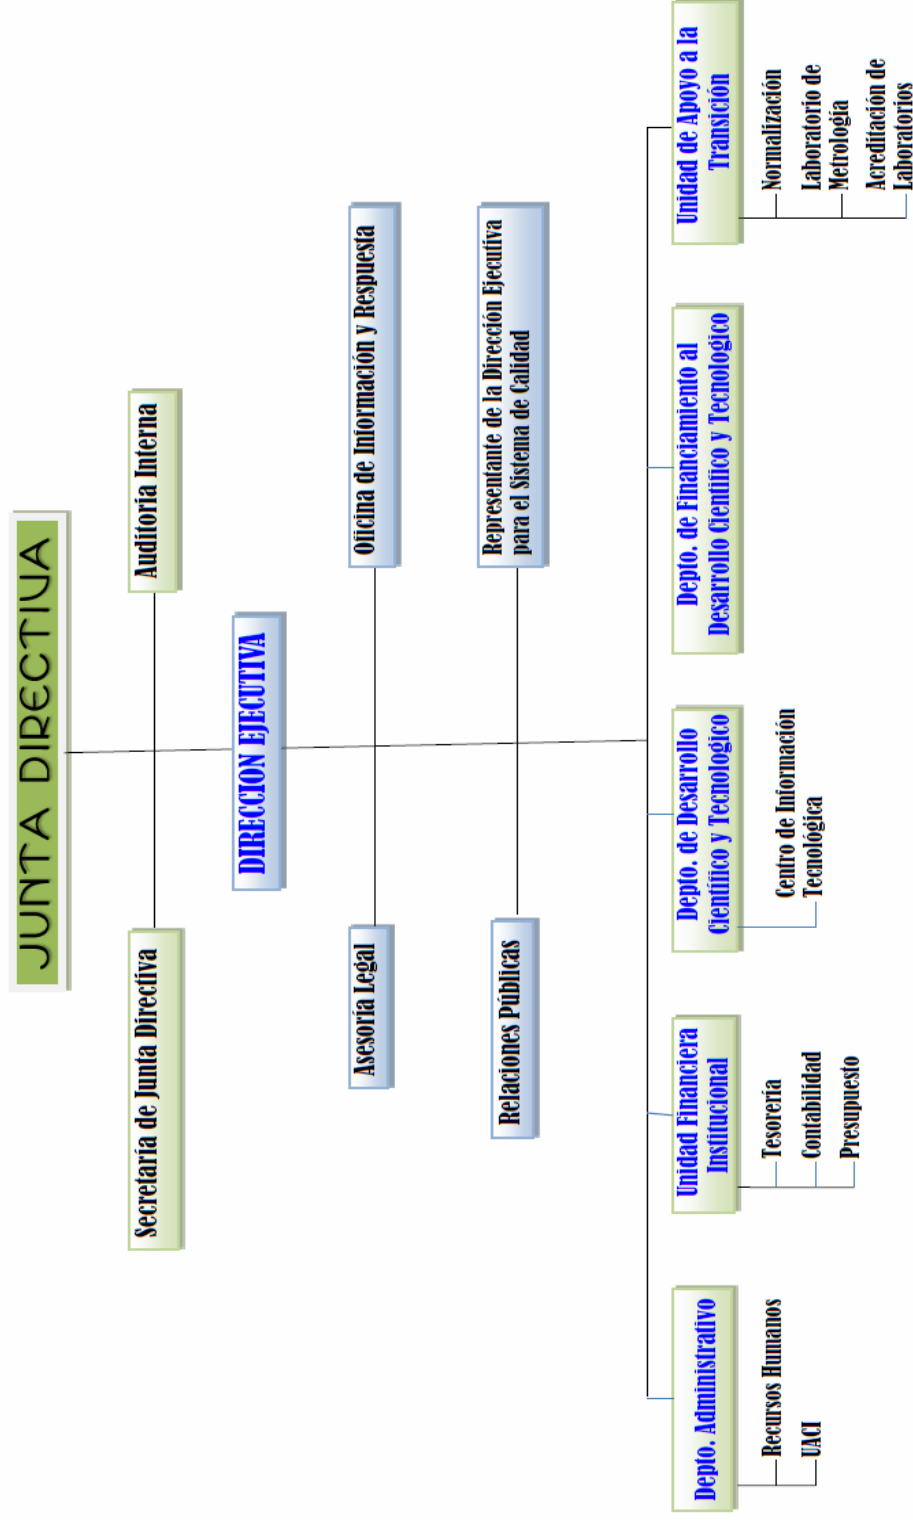 JUNTA DIRECTIVA
Secretaría de Junta Directiva
Auditoria Interna
DIRECCION EJECUTIVA
Asesoría Legal
Oficina de Información y Respuesta
Relaciones Públicas
Representante de la Dirección Ejecutiva
para el Sistema de Calidad
Depto. Administrativo
Recursos Humanos
UACI
Unidad Financiera
Institucional
Tesorería
Contabilidad
Presupuesto
Depto. de Desarrollo
Científico y Tecnologico
Centro de Información
Tecnológica
Depto. de Financiamiento al
Desarrollo Cientifico y Tecnologico
Unidad de Apoyo a la
Transición
Normalización
Laboratorio de
Metrología
Acreditación de
Laboratorios